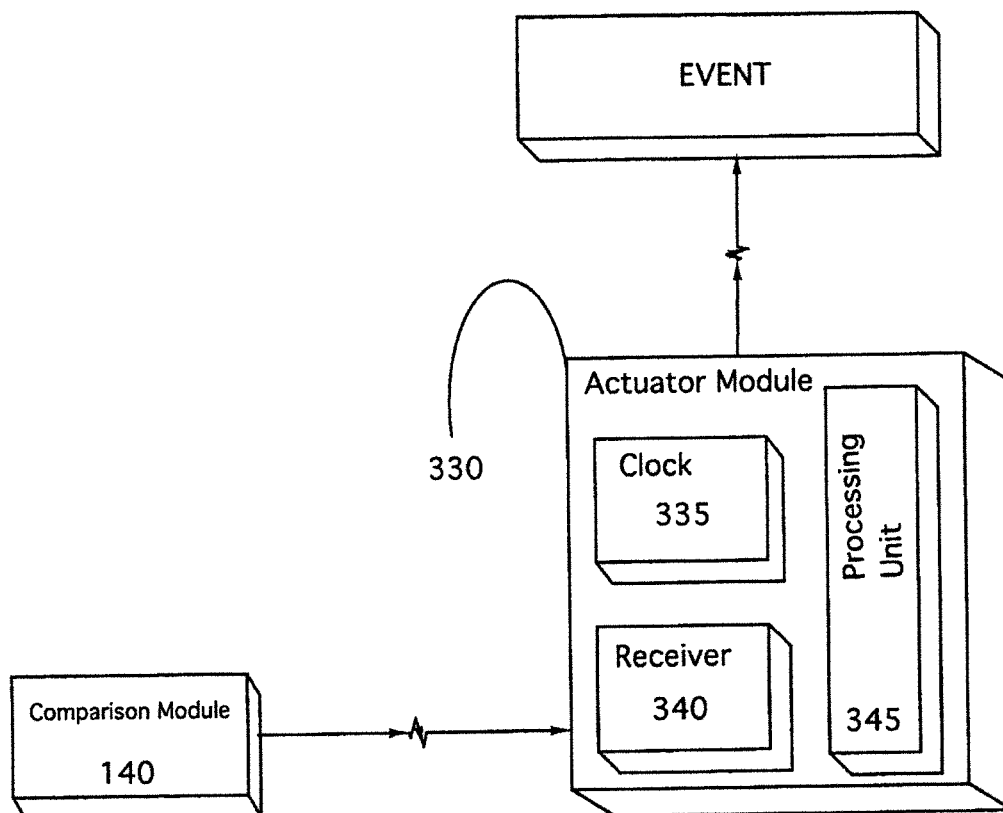 EVENT
Actuator Module
330
Clock
335
Processing
Unit
345
Receiver
340
Comparison Module
140